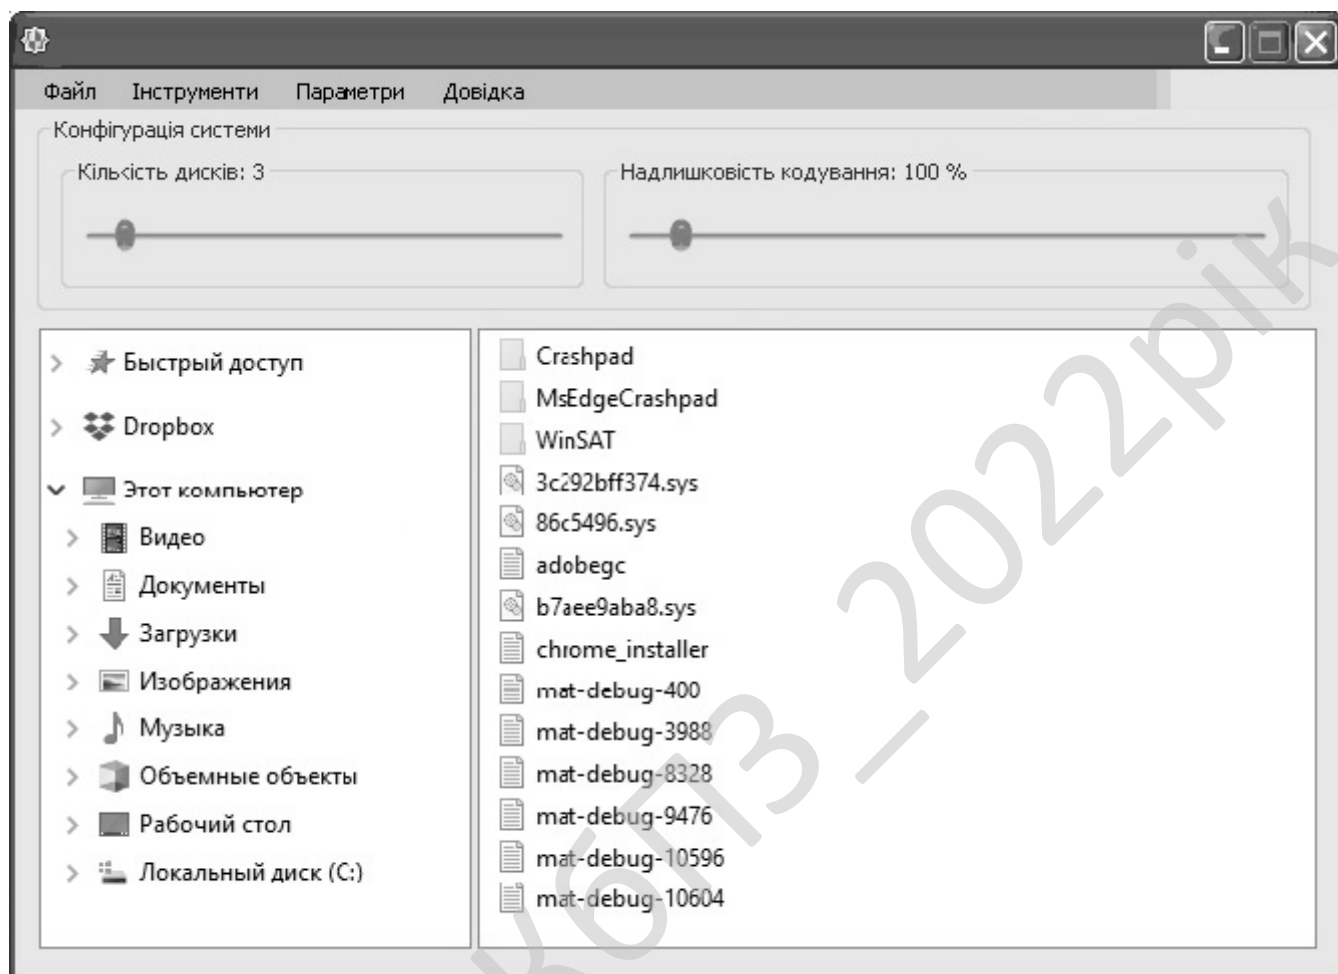 Файл Інструменти Параметри Довідка
Конфігурація системи
Кількість дисків: 3
Надлишковість кодування: 100 %
Быстрый доступ
Dropbox
Этот компьютер
Видео
Документы
Загрузки
Изображения
Музыка
Объемные объекты
Рабочий стол
Локальный диск (C:)
Crashpad
MsEdgeCrashpad
WinSAT
3c292bff374.sys
86c5496.sys
adobegc
b7aee9aba8.sys
chrome_installer
mat-debug-400
mat-debug-3988
mat-debug-8328
mat-debug-9476
mat-debug-10596
mat-debug-10604
КбПЗ_2022рік